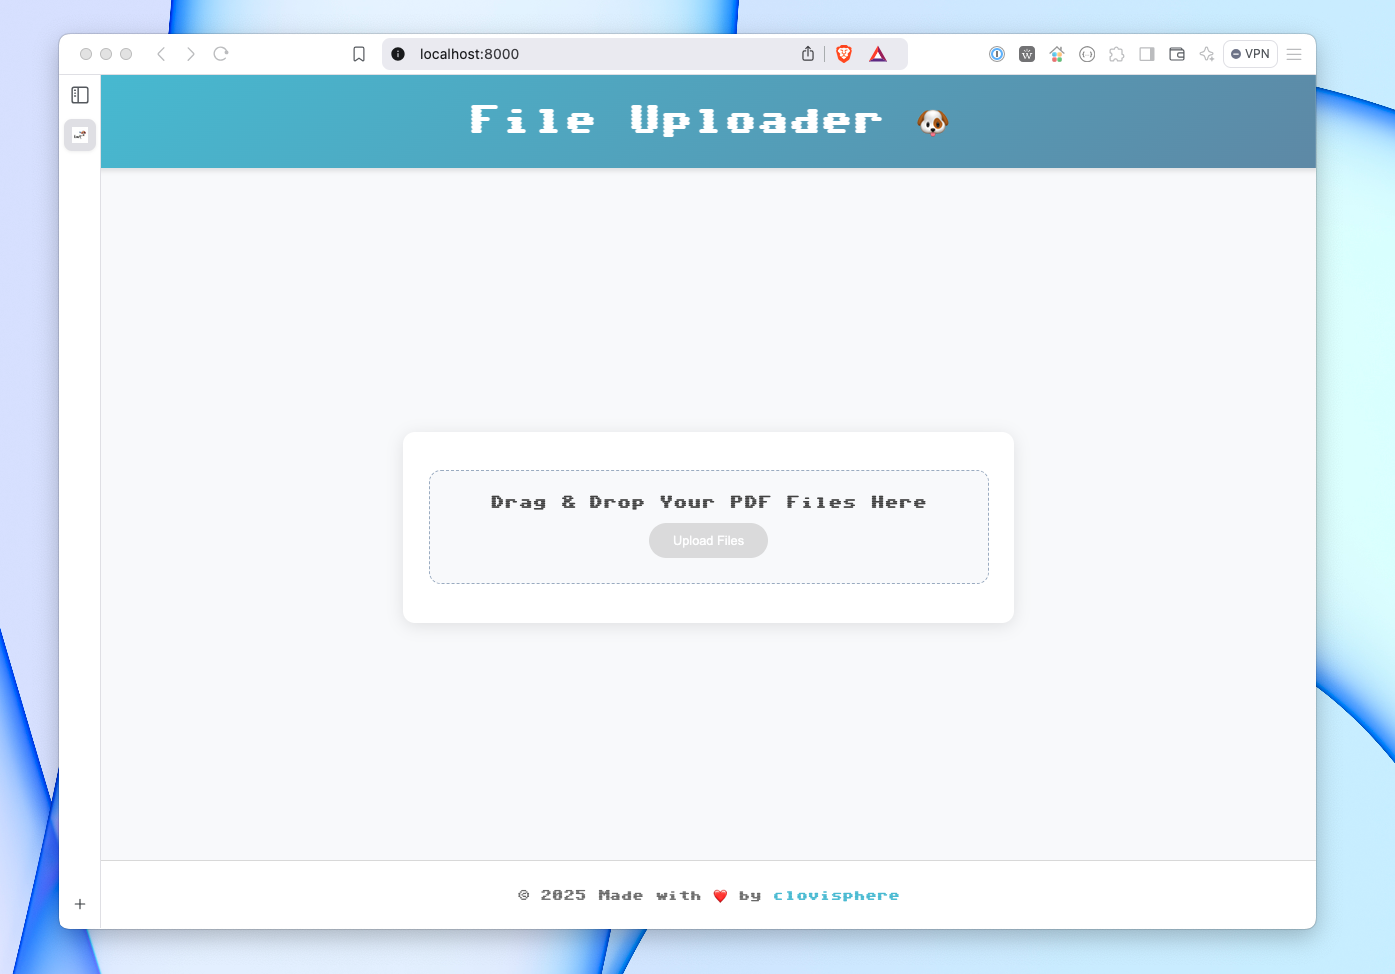 localhost:8000
VPN
File Uploader 🐶
Drag & Drop Your PDF Files Here
Upload Files
© 2025 Made with ❤️ by clovisphere